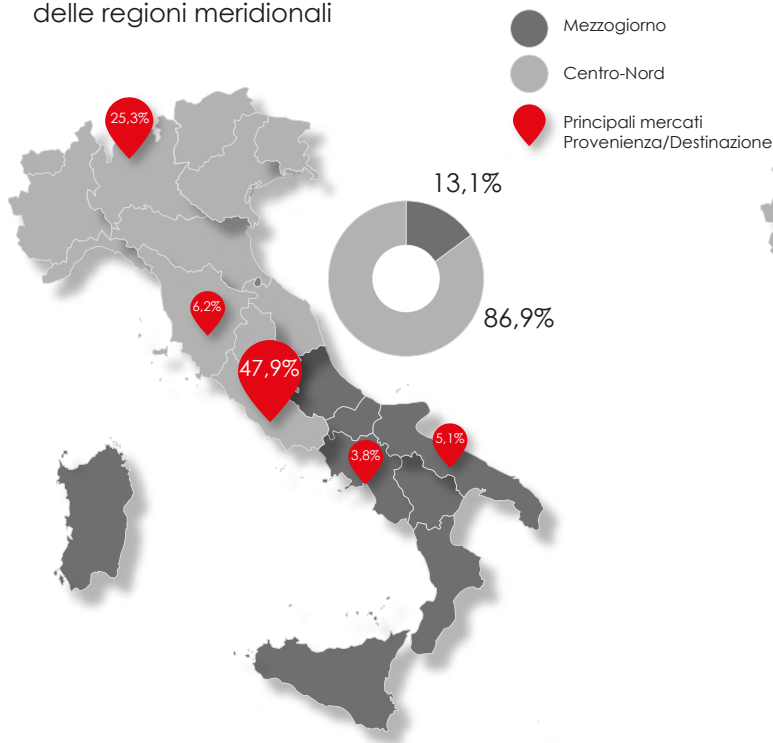 delle regioni meridionali
Mezzogiorno
Centro-Nord
Principali mercati
Provenienza/Destinazione
25,3%
13,1%
6,2%
86,9%
47,9%
5,1%
3,8%